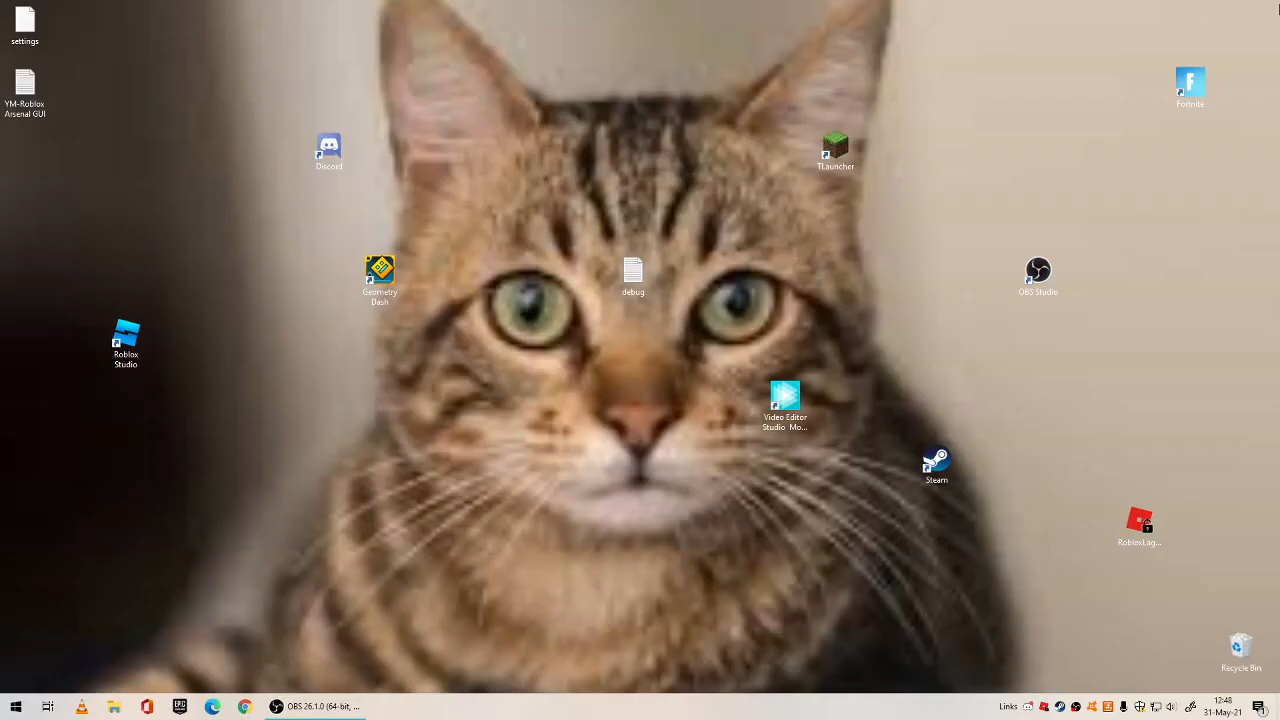 settings
YM-Roblox
Arsenal GUI
Fortnite
Discord
TLauncher
Geometry
Dash
debug
OBS Studio
Roblox
Studio
Video Editor
Studio Mo...
Steam
RobloxLag...
Recycle Bin
EPIC
OBS 26.1.0 (64-bit, ...
Links
12:48
31-May-21